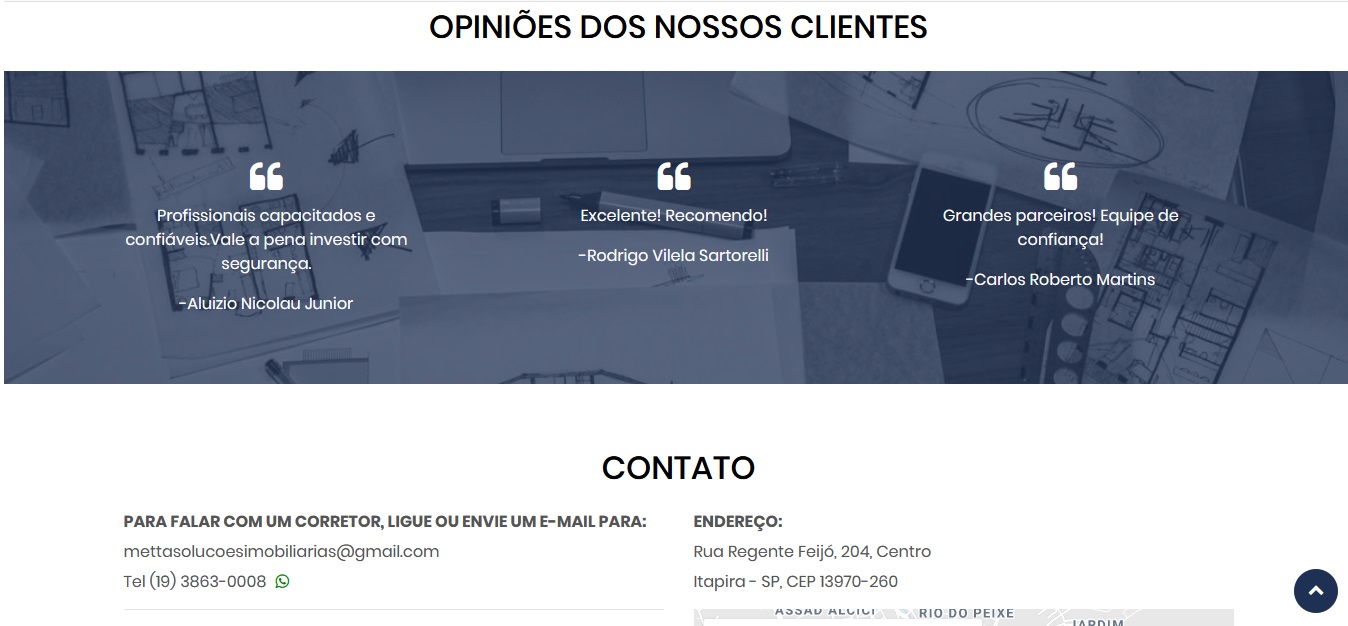 OPINIÕES DOS NOSSOS CLIENTES
Profissionais capacitados e
confiáveis.Vale a pena investir com
segurança.
-Aluizio Nicolau Junior
Excelente! Recomendo!
-Rodrigo Vilela Sartorelli
Grandes parceiros! Equipe de
confiança!
-Carlos Roberto Martins
CONTATO
PARA FALAR COM UM CORRETOR, LIGUE OU ENVIE UM E-MAIL PARA:
mettasolucoesimobiliarias@gmail.com
Tel (19) 3863-0008
ENDEREÇO:
Rua Regente Feijó, 204, Centro
Itapira - SP, CEP 13970-260
ASSAD ALCICI
RIO DO PEIXE
JARDIM